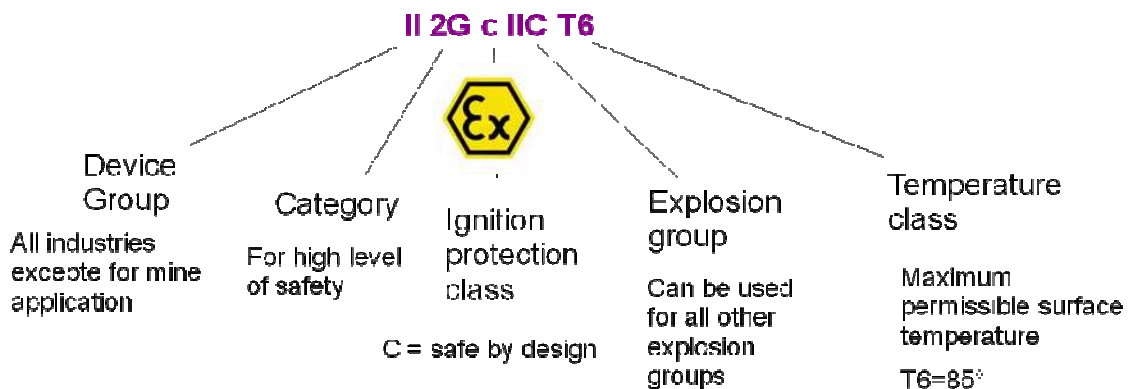 II 2G c IIC T6
Ex
Device
Group
All industries
excepte for mine
application
Category
For high level
of safety
Ignition
protection
class
C = safe by design
Explosion
group
Can be used
for all other
explosion
groups
Temperature
class
Maximum
permissible surface
temperature
T6=85°